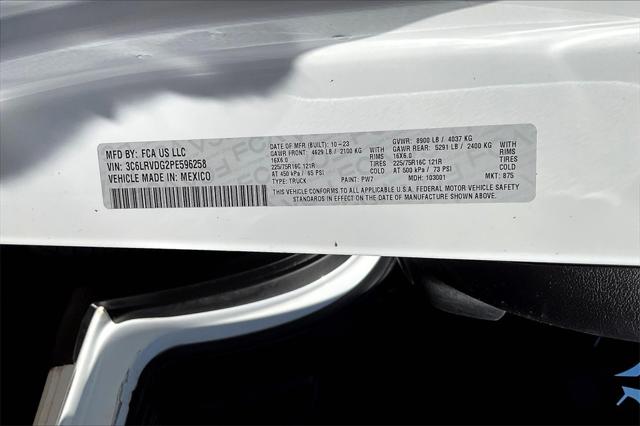 MFD BY: FCA US LLC
VIN: 3C6LRVDG2PE596258
VEHICLE MADE IN: MEXICO
DATE OF MFR (BUILT): 10-23
GAWR FRONT: 4629 LB / 2100 KG WITH
16X6.0 RIMS
225/75R16C 121R TIRES
AT 450 kPa / 65 PSI COLD
TYPE: TRUCK PAINT: PW7
GVWR: 8900 LB / 4037 KG
GAWR REAR: 5291 LB / 2400 KG WITH
16X6.0 RIMS
225/75R16C 121R TIRES
AT 500 kPa / 73 PSI COLD
MDH: 103001 MKT: 875
THIS VEHICLE CONFORMS TO ALL APPLICABLE U.S.A. FEDERAL MOTOR VEHICLE SAFETY
STANDARDS IN EFFECT ON THE DATE OF MANUFACTURE SHOWN ABOVE.